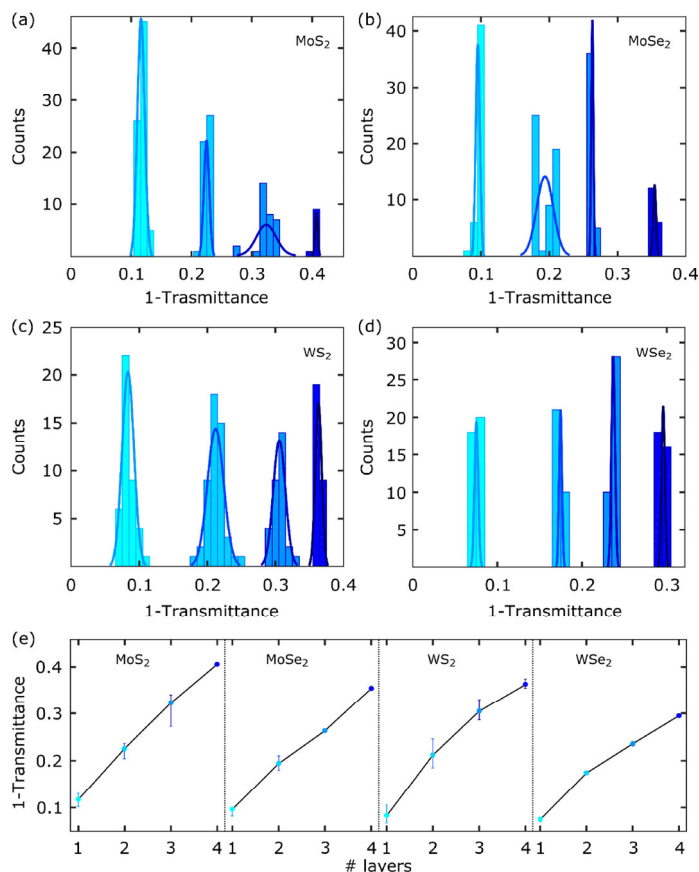 (a)
MoS₂
40
30
20
10
Counts
0 0.1 0.2 0.3 0.4
1-Trasmittance
(b)
MoSe₂
40
30
20
10
Counts
0 0.1 0.2 0.3 0.4
1-Trasmittance
(c)
WS₂
25
20
15
10
5
Counts
0 0.1 0.2 0.3 0.4
1-Trasmittance
(d)
WSe₂
30
25
20
15
10
5
Counts
0 0.1 0.2 0.3
1-Trasmittance
(e)
MoS₂ MoSe₂ WS₂ WSe₂
0.4
0.3
0.2
0.1
1-Transmittance
1 2 3 4 1 2 3 4 1 2 3 4 1 2 3 4
# layers